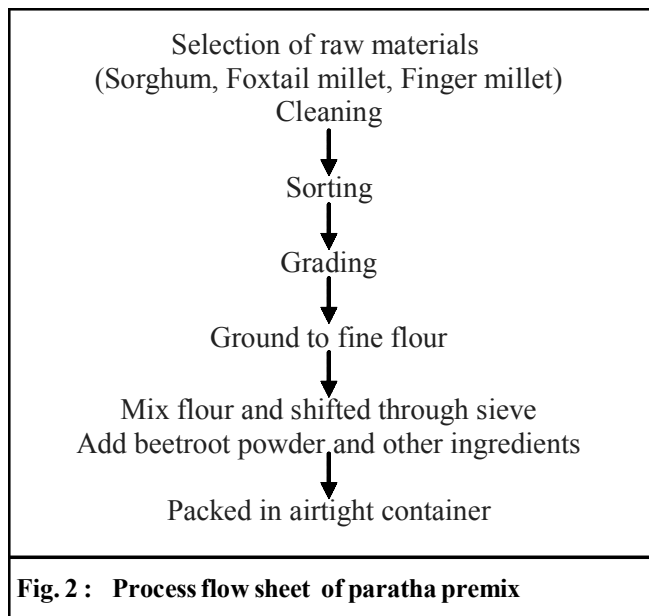 Selection of raw materials
(Sorghum, Foxtail millet, Finger millet)
Cleaning
Sorting
Grading
Ground to fine flour
Mix flour and shifted through sieve
Add beetroot powder and other ingredients
Packed in airtight container
Fig. 2 : Process flow sheet of paratha premix